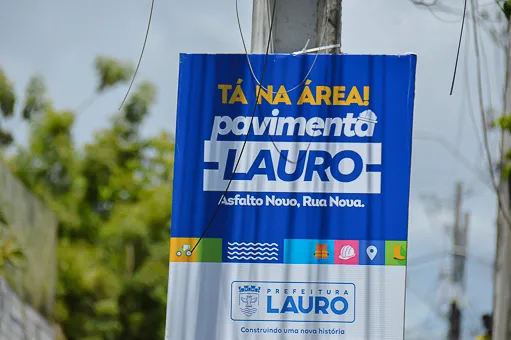 TÁ NA ÁREA!
pavimenta
LAURO
Asfalto Novo, Rua Nova.
PREFEITURA
LAURO
Construindo uma nova história